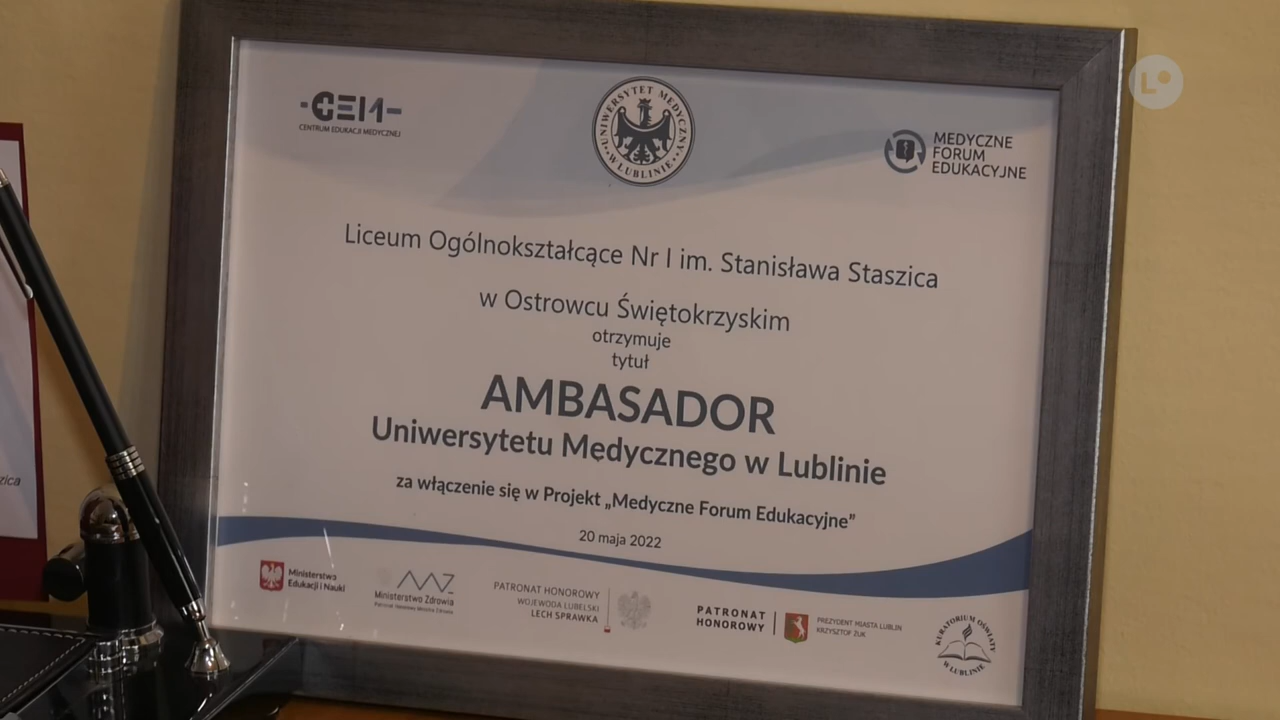 CEM
CENTRUM EDUKACJI MEDYCZNEJ
UNIWERSYTET MEDYCZNY W LUBLINIE
MEDYCZNE
FORUM
EDUKACYJNE
L
Liceum Ogólnokształcące Nr I im. Stanisława Staszica
w Ostrowcu Świętokrzyskim
otrzymuje
tytuł
AMBASADOR
Uniwersytetu Medycznego w Lublinie
za włączenie się w Projekt „Medyczne Forum Edukacyjne”
20 maja 2022
Ministerstwo
Edukacji i Nauki
Ministerstwo Zdrowia
PATRONAT HONOROWY
WOJEWODA LUBELSKI
LECH SPRAWKA
PATRONAT
HONOROWY
PREZYDENT MIASTA LUBLIN
KRZYSZTOF ŻUK
KURATORIUM OŚWIATY W LUBLINIE